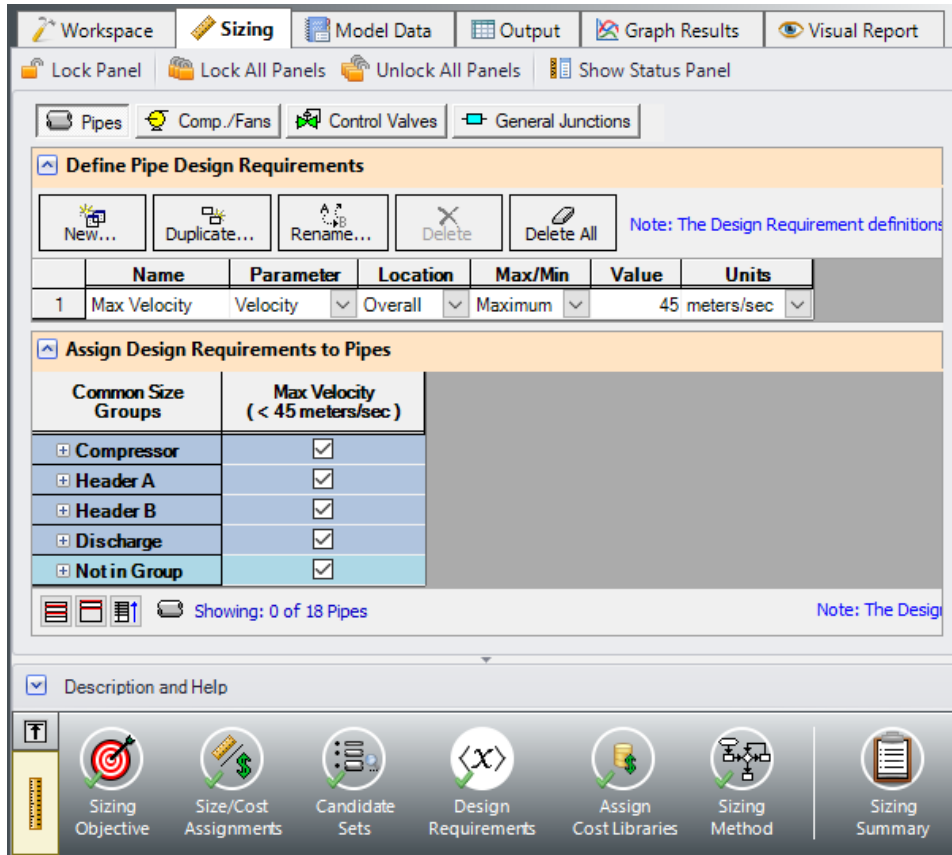 Workspace Sizing Model Data Output Graph Results Visual Report
Lock Panel Lock All Panels Unlock All Panels Show Status Panel
Pipes Comp./Fans Control Valves General Junctions
Define Pipe Design Requirements
New... Duplicate... Rename... Delete Delete All Note: The Design Requirement definitions
Name Parameter Location Max/Min Value Units
1 Max Velocity Velocity Overall Maximum 45 meters/sec
Assign Design Requirements to Pipes
Common Size Max Velocity
Groups ( < 45 meters/sec )
Compressor
Header A
Header B
Discharge
Not in Group
Showing: 0 of 18 Pipes Note: The Desig
Description and Help
Sizing Size/Cost Candidate Design Assign Sizing Sizing
Objective Assignments Sets Requirements Cost Libraries Method Summary